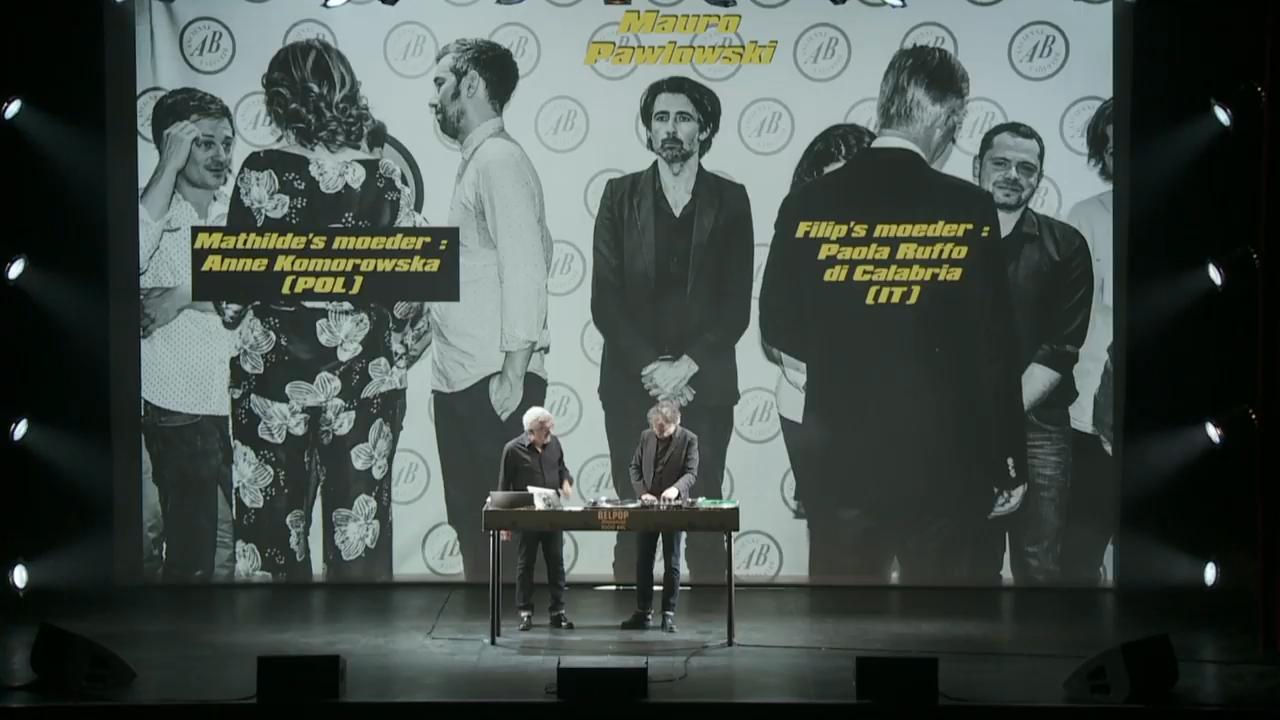 Mauro
Pawlowski
Mathilde's moeder :
Anne Komorowska
(POL)
Filip's moeder :
Paola Ruffo
di Calabria
(IT)
AB
BELPOP